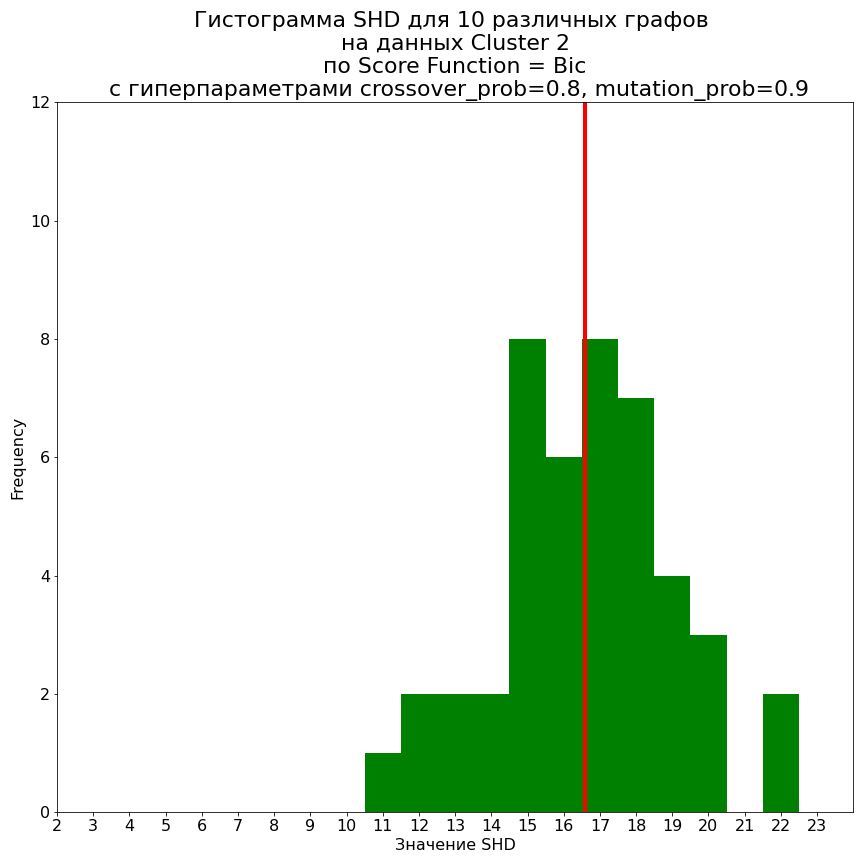 Гистограмма SHD для 10 различных графов
на данных Cluster 2
по Score Function = Bic
с гиперпараметрами crossover_prob=0.8, mutation_prob=0.9
12
10
8
6
4
2
0
Frequency
2 3 4 5 6 7 8 9 10 11 12 13 14 15 16 17 18 19 20 21 22 23
Значение SHD